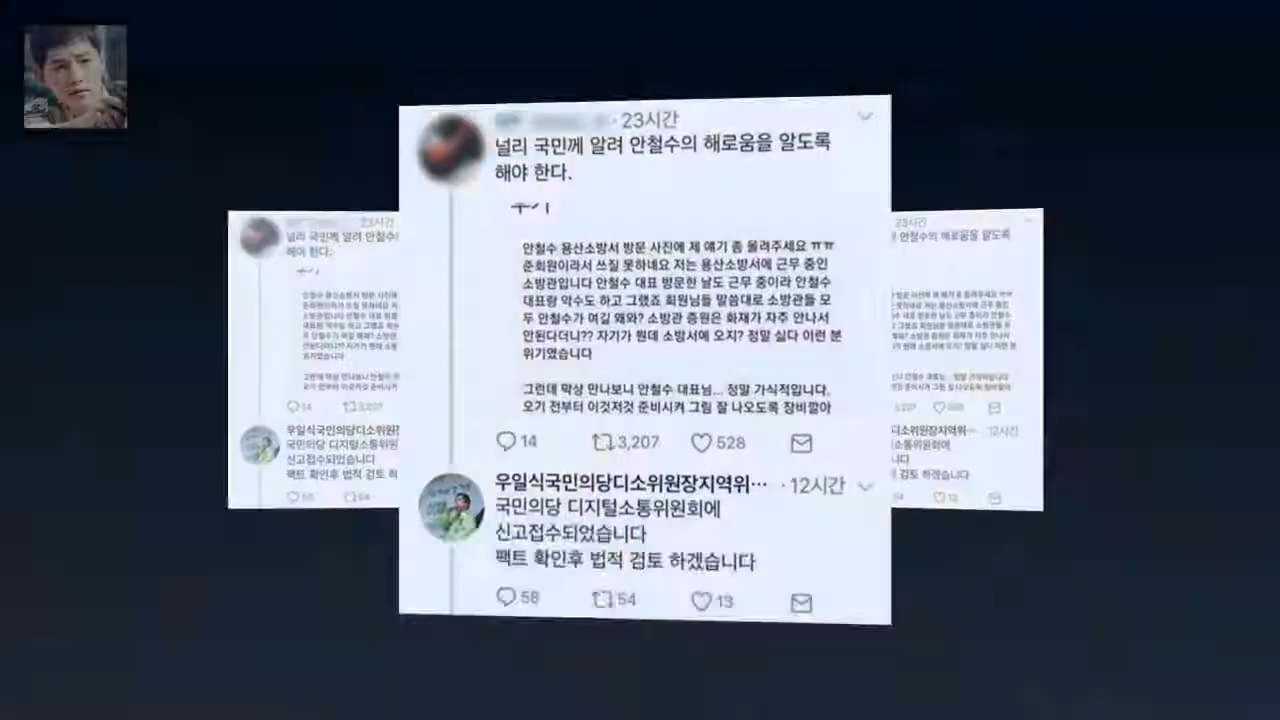 23시간
널리 국민께 알려 안철수의 해로움을 알도록
해야 한다.
안철수 용산소방서 방문 사진에 제 얘기 좀 올려주세요 ㅠㅠ
준회원이라서 쓰질 못하네요 저는 용산소방서에 근무 중인
소방관입니다 안철수 대표 방문한 날도 근무 중이라 안철수
대표랑 악수도 하고 그랬죠 회원님들 말씀대로 소방관들 모
두 안철수가 여길 왜와? 소방관 증원은 화재가 자주 안나서
안된다더니?? 자기가 뭔데 소방서에 오지? 정말 싫다 이런 분
위기였습니다
그런데 막상 만나보니 안철수 대표님... 정말 가식적입니다.
오기 전부터 이것저것 준비시켜 그림 잘 나오도록 장비깔아
14 3,207 528
우일식국민의당디소위원장지역위… · 12시간
국민의당 디지털소통위원회에
신고접수되었습니다
팩트 확인후 법적 검토 하겠습니다
58 54 13